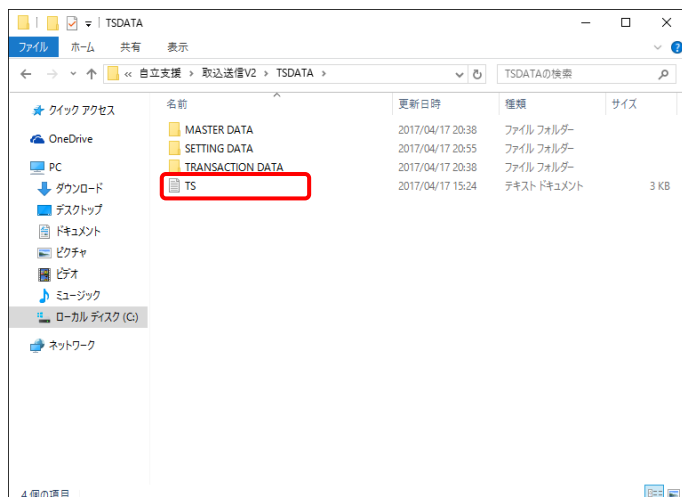 TSDATA
ファイル ホーム 共有 表示
« 自立支援 › 取込送信V2 › TSDATA › TSDATAの検索
名前 更新日時 種類 サイズ
クイック アクセス
OneDrive
PC
ダウンロード
デスクトップ
ドキュメント
ピクチャ
ビデオ
ミュージック
ローカル ディスク (C:)
ネットワーク
MASTER DATA 2017/04/17 20:38 ファイル フォルダー
SETTING DATA 2017/04/17 20:55 ファイル フォルダー
TRANSACTION DATA 2017/04/17 20:38 ファイル フォルダー
TS 2017/04/17 15:24 テキスト ドキュメント 3 KB
4 個の項目